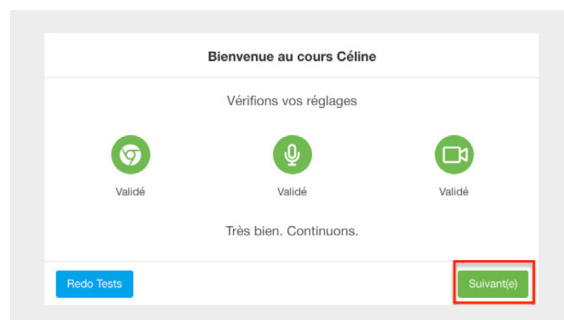 Bienvenue au cours Céline
Vérifions vos réglages
Validé
Validé
Validé
Très bien. Continuons.
Redo Tests
Suivant(e)